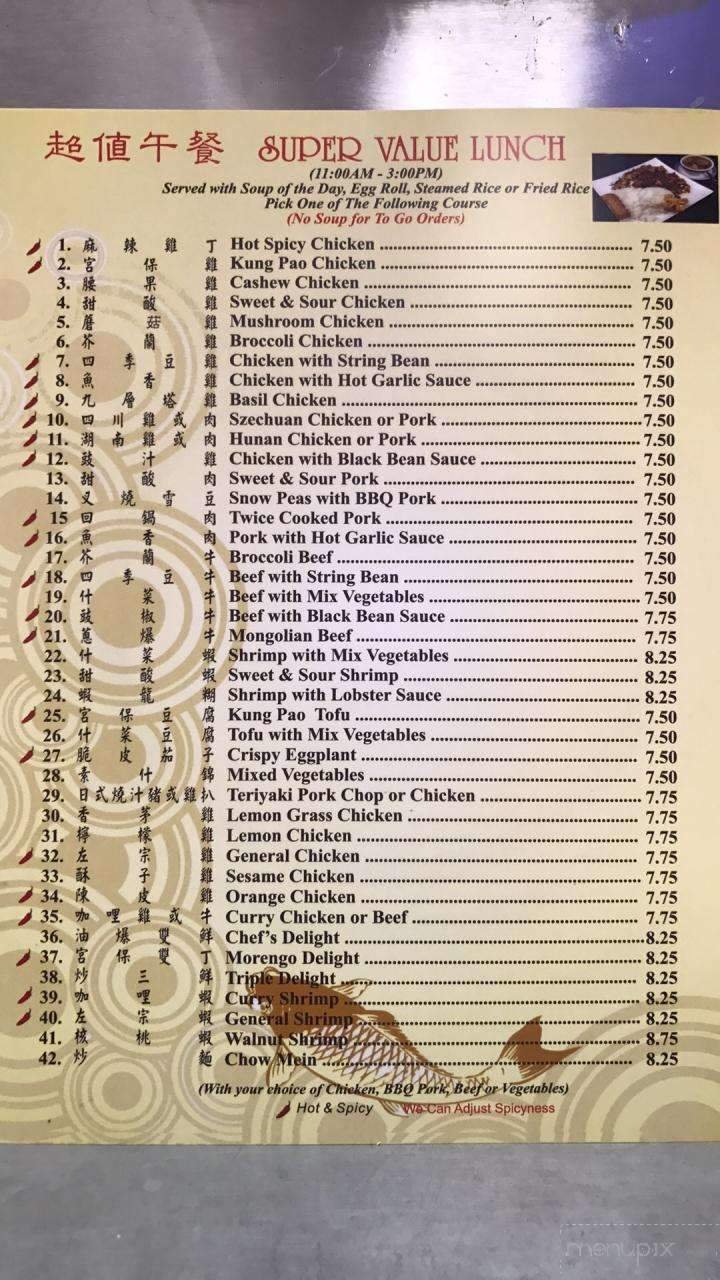 超值午餐 SUPER VALUE LUNCH
(11:00AM - 3:00PM)
Served with Soup of the Day, Egg Roll, Steamed Rice or Fried Rice
Pick One of The Following Course
(No Soup for To Go Orders)
1. 麻辣雞丁 Hot Spicy Chicken 7.50
2. 宮保雞 Kung Pao Chicken 7.50
3. 腰果雞 Cashew Chicken 7.50
4. 甜酸雞 Sweet & Sour Chicken 7.50
5. 蘑菇雞 Mushroom Chicken 7.50
6. 芥蘭雞 Broccoli Chicken 7.50
7. 四季豆雞 Chicken with String Bean 7.50
8. 魚香雞 Chicken with Hot Garlic Sauce 7.50
9. 九層塔雞 Basil Chicken 7.50
10. 四川雞或肉 Szechuan Chicken or Pork 7.50
11. 湖南雞或肉 Hunan Chicken or Pork 7.50
12. 豉汁雞 Chicken with Black Bean Sauce 7.50
13. 甜酸肉 Sweet & Sour Pork 7.50
14. 叉燒雪豆 Snow Peas with BBQ Pork 7.50
15 回鍋肉 Twice Cooked Pork 7.50
16. 魚香肉 Pork with Hot Garlic Sauce 7.50
17. 芥蘭牛 Broccoli Beef 7.50
18. 四季豆牛 Beef with String Bean 7.50
19. 什菜牛 Beef with Mix Vegetables 7.50
20. 豉椒牛 Beef with Black Bean Sauce 7.75
21. 蔥爆牛 Mongolian Beef 7.75
22. 什菜蝦 Shrimp with Mix Vegetables 8.25
23. 甜酸蝦 Sweet & Sour Shrimp 8.25
24. 蝦龍糊 Shrimp with Lobster Sauce 8.25
25. 宮保豆腐 Kung Pao Tofu 7.50
26. 什菜豆腐 Tofu with Mix Vegetables 7.50
27. 脆皮茄子 Crispy Eggplant 7.50
28. 素什錦 Mixed Vegetables 7.50
29. 日式燒汁豬或雞扒 Teriyaki Pork Chop or Chicken 7.75
30. 香茅雞 Lemon Grass Chicken 7.75
31. 檸檬雞 Lemon Chicken 7.75
32. 左宗雞 General Chicken 7.75
33. 酥子雞 Sesame Chicken 7.75
34. 陳皮雞 Orange Chicken 7.75
35. 咖哩雞或牛 Curry Chicken or Beef 7.75
36. 油爆雙鮮 Chef's Delight 8.25
37. 宮保雙丁 Morengo Delight 8.25
38. 炒三鮮 Triple Delight 8.25
39. 咖哩蝦 Curry Shrimp 8.25
40. 左宗蝦 General Shrimp 8.25
41. 核桃蝦 Walnut Shrimp 8.75
42. 炒麵 Chow Mein 8.25
(With your choice of Chicken, BBQ Pork, Beef or Vegetables)
Hot & Spicy We Can Adjust Spicyness
menupix